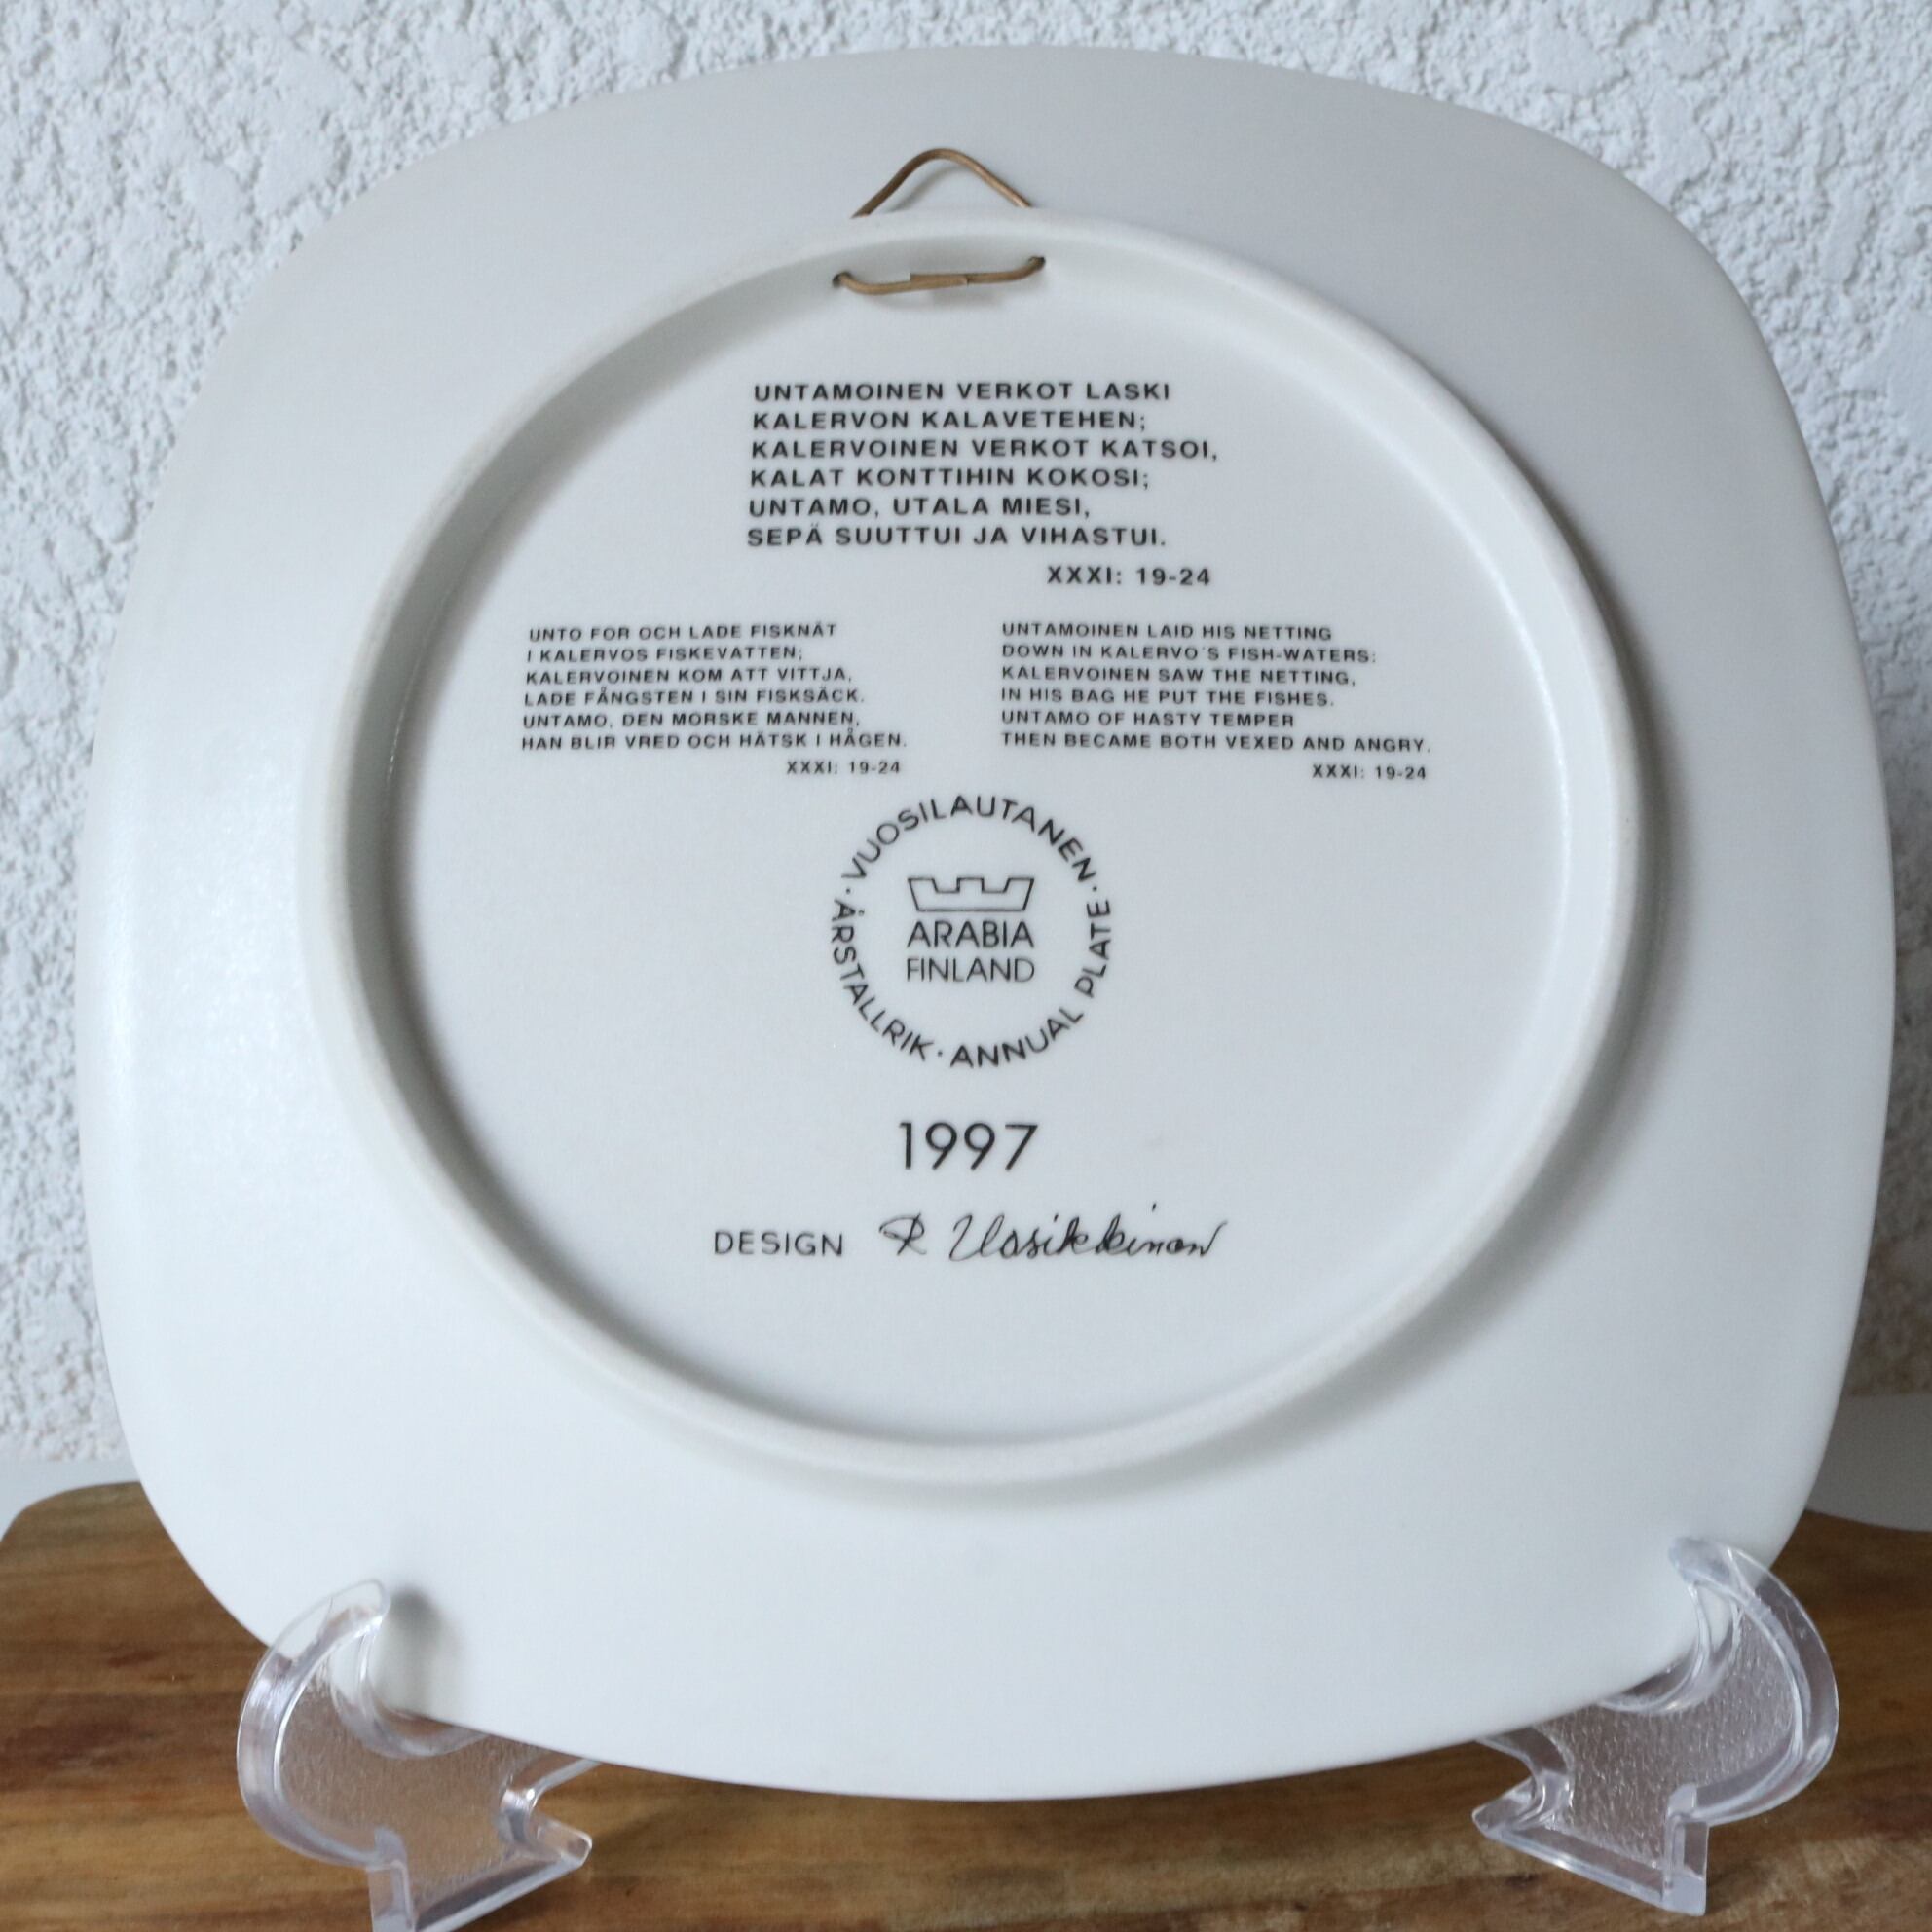 UNTAMOINEN VERKOT LASKI
KALERVON KALAVETEHEN;
KALERVOINEN VERKOT KATSOI,
KALAT KONTTIHIN KOKOSI;
UNTAMO, UTALA MIESI,
SEPÄ SUUTTUI JA VIHASTUI.
XXXI: 19-24
UNTO FOR OCH LADE FISKNÄT
I KALERVOS FISKEVATTEN;
KALERVOINEN KOM ATT VITTJA,
LADE FÅNGSTEN I SIN FISKSÄCK.
UNTAMO, DEN MORSKE MANNEN,
HAN BLIR VRED OCH HÄTSK I HÅGEN.
XXXI: 19-24
UNTAMOINEN LAID HIS NETTING
DOWN IN KALERVO'S FISH-WATERS:
KALERVOINEN SAW THE NETTING,
IN HIS BAG HE PUT THE FISHES.
UNTAMO OF HASTY TEMPER
THEN BECAME BOTH VEXED AND ANGRY.
XXXI: 19-24
· VUOSILAUTANEN · ANNUAL PLATE · ÅRSTALLRIK
ARABIA
FINLAND
1997
DESIGN R Uosikkinen